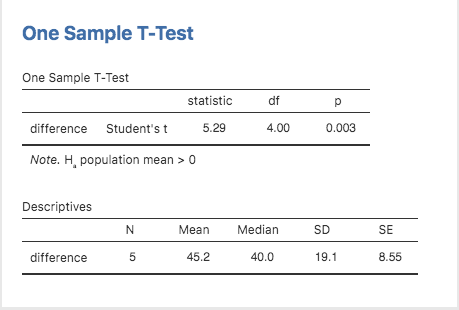 One Sample T-Test
One Sample T-Test
statistic df p
difference Student's t 5.29 4.00 0.003
Note. Hₐ population mean > 0
Descriptives
N Mean Median SD SE
difference 5 45.2 40.0 19.1 8.55